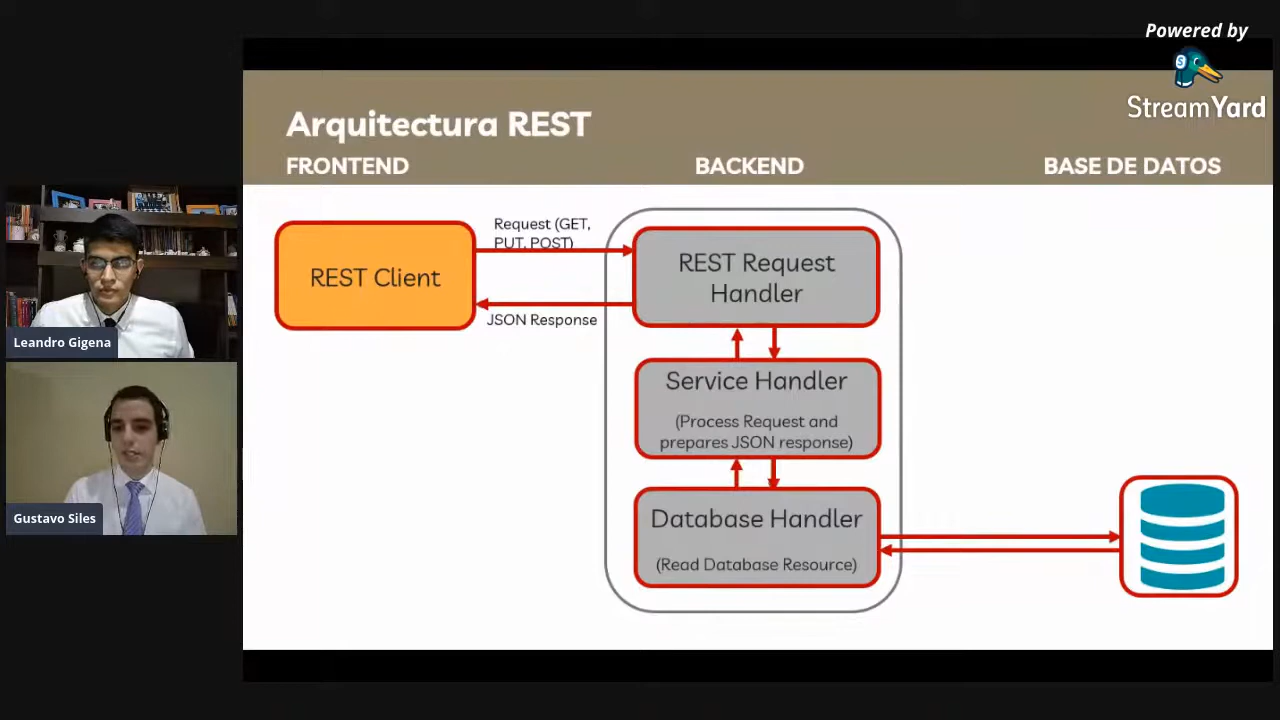 Powered by
StreamYard
Arquitectura REST
FRONTEND
BACKEND
BASE DE DATOS
REST Client
Request (GET,
PUT, POST)
JSON Response
REST Request
Handler
Service Handler
(Process Request and
prepares JSON response)
Database Handler
(Read Database Resource)
Leandro Gigena
Gustavo Siles